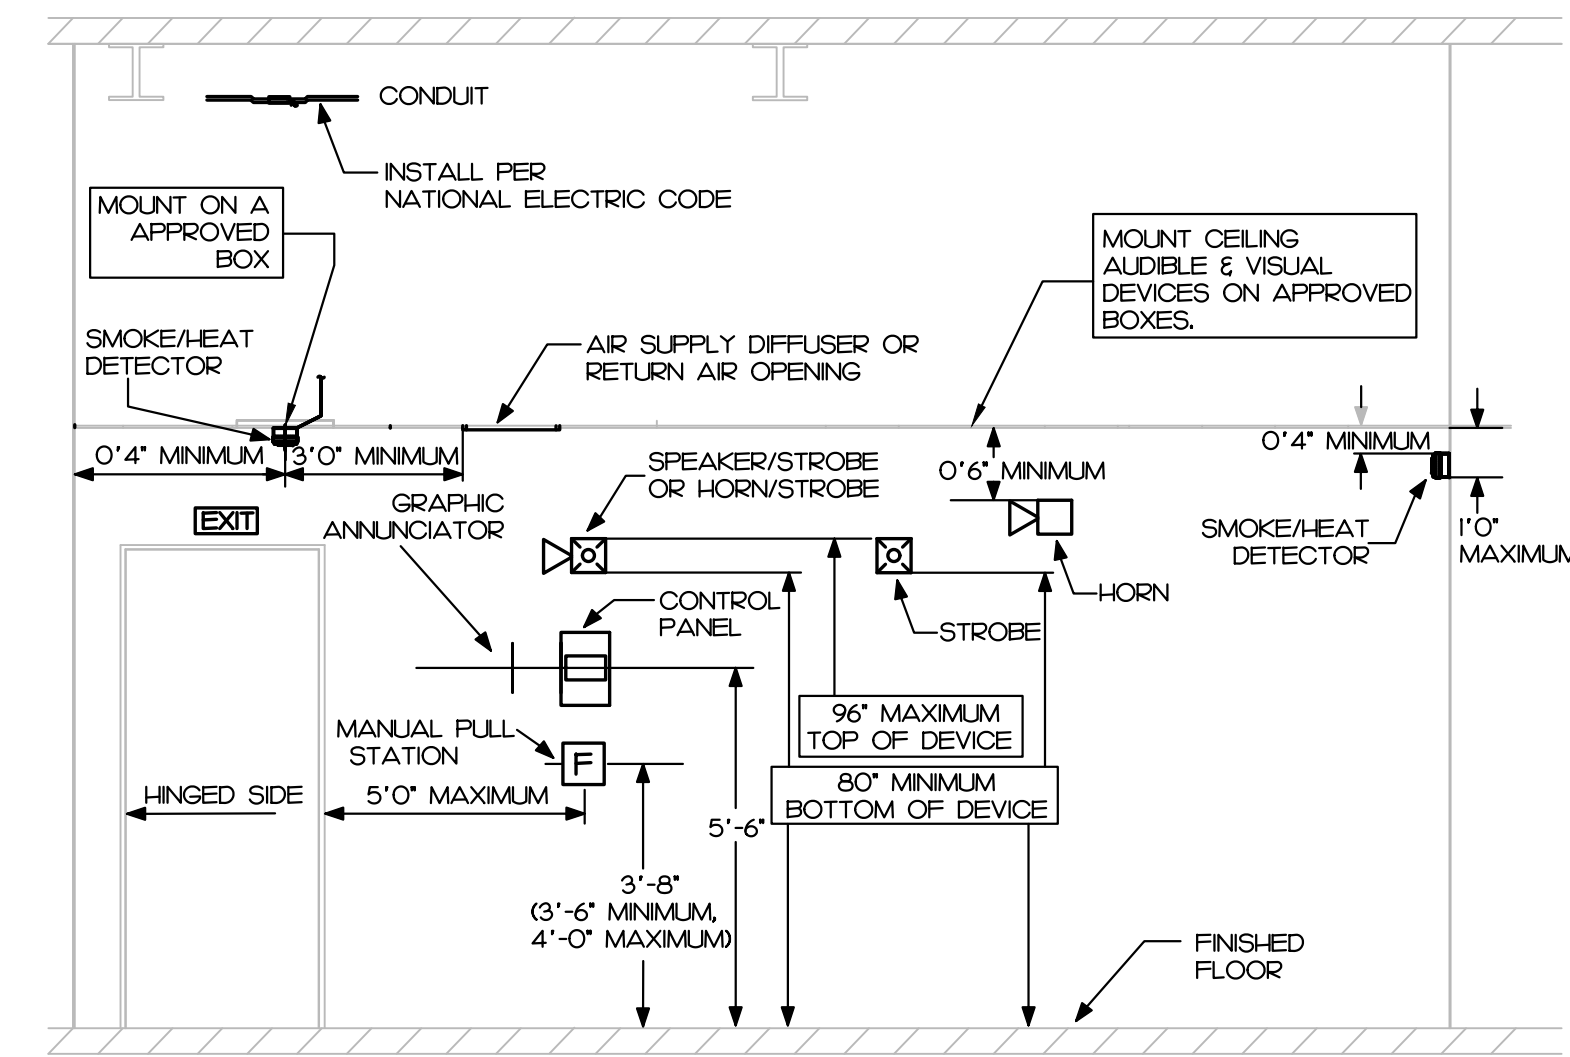 CONDUIT
INSTALL PER
NATIONAL ELECTRIC CODE
MOUNT ON A
APPROVED
BOX
MOUNT CEILING
AUDIBLE & VISUAL
DEVICES ON APPROVED
BOXES.
SMOKE/HEAT
DETECTOR
AIR SUPPLY DIFFUSER OR
RETURN AIR OPENING
0'4" MINIMUM
3'0" MINIMUM
SPEAKER/STROBE
OR HORN/STROBE
0'6" MINIMUM
0'4" MINIMUM
GRAPHIC
ANNUNCIATOR
EXIT
SMOKE/HEAT
DETECTOR
1'0"
MAXIMUM
HORN
CONTROL
PANEL
STROBE
96" MAXIMUM
TOP OF DEVICE
MANUAL PULL
STATION
F
80" MINIMUM
BOTTOM OF DEVICE
HINGED SIDE
5'0" MAXIMUM
5'-6"
3'-8"
(3'-6" MINIMUM,
4'-0" MAXIMUM)
FINISHED
FLOOR